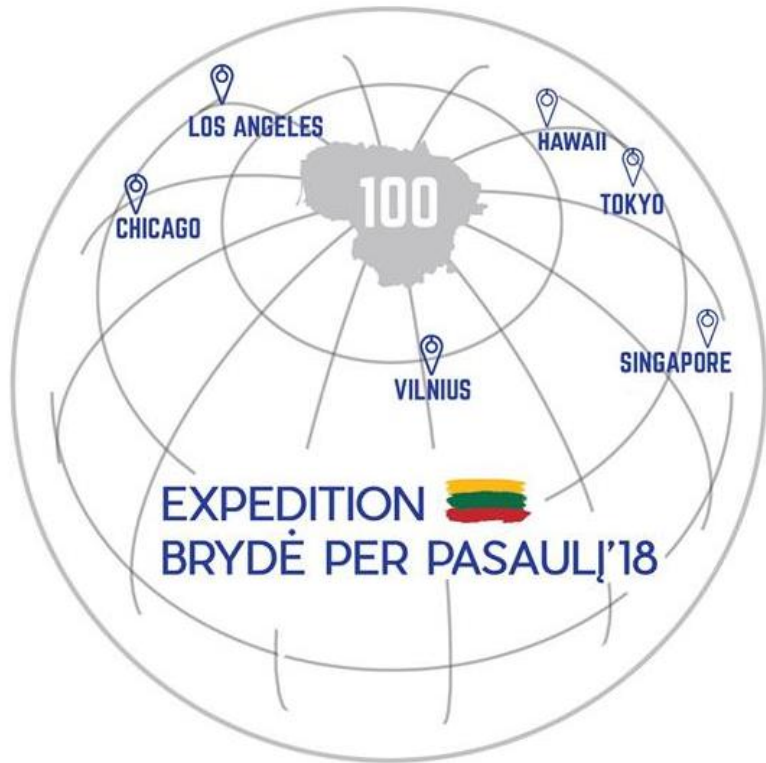 LOS ANGELES
HAWAII
100
TOKYO
CHICAGO
SINGAPORE
VILNIUS
EXPEDITION
BRYDĖ PER PASAULĮ'18